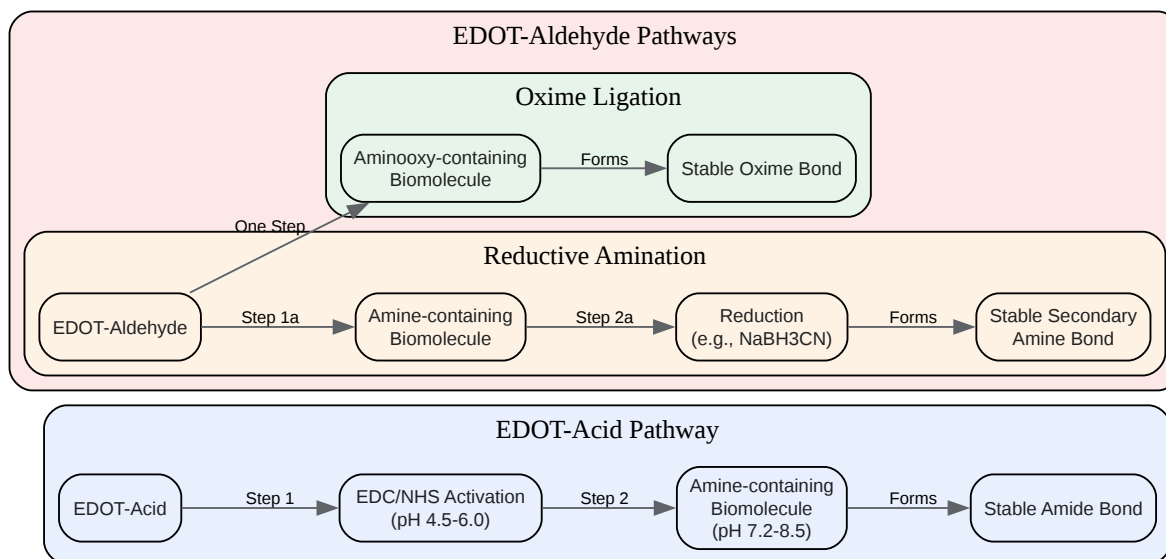 EDOT-Aldehyde Pathways
Oxime Ligation
Aminooxy-containing
Biomolecule
Forms
Stable Oxime Bond
One Step
Reductive Amination
EDOT-Aldehyde
Step 1a
Amine-containing
Biomolecule
Step 2a
Reduction
(e.g., NaBH3CN)
Forms
Stable Secondary
Amine Bond
EDOT-Acid Pathway
EDOT-Acid
Step 1
EDC/NHS Activation
(pH 4.5-6.0)
Step 2
Amine-containing
Biomolecule
(pH 7.2-8.5)
Forms
Stable Amide Bond